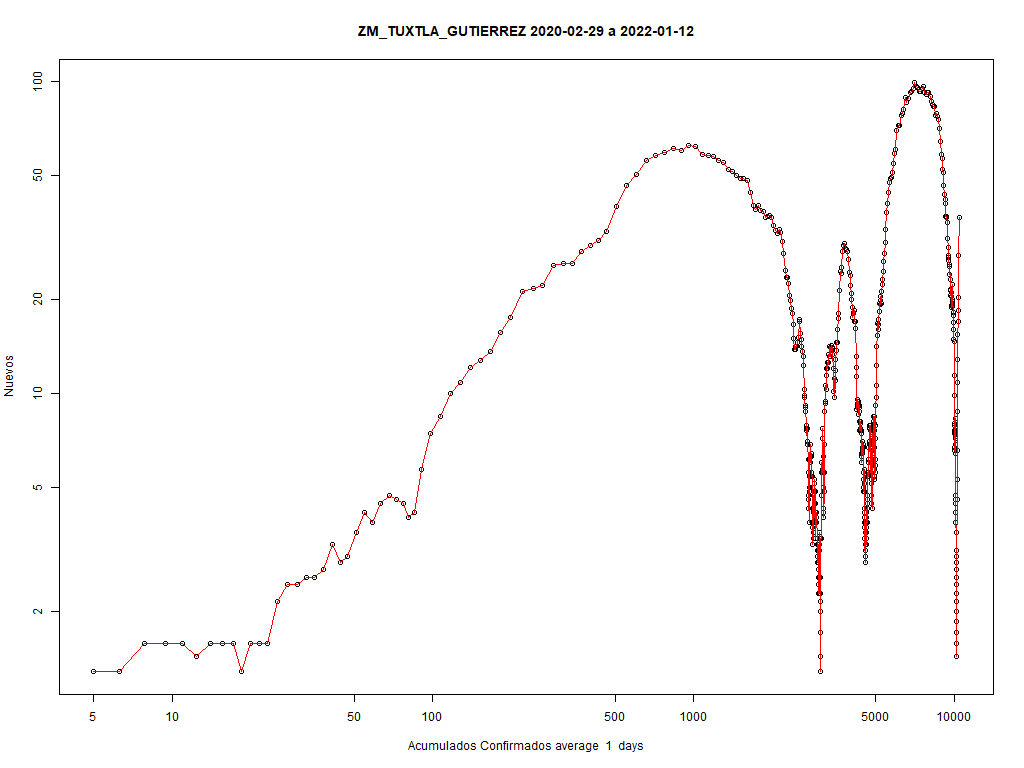 ZM_TUXTLA_GUTIERREZ 2020-02-29 a 2022-01-12
100
50
20
10
5
2
Nuevos
5 10 50 100 500 1000 5000 10000
Acumulados Confirmados average 1 days